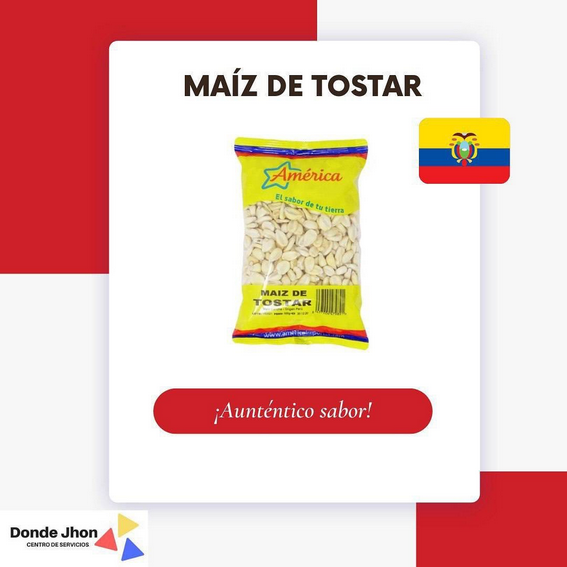 MAÍZ DE TOSTAR
América
El sabor de tu tierra
MAIZ DE
TOSTAR
¡Aunténtico sabor!
Donde Jhon
CENTRO DE SERVICIOS